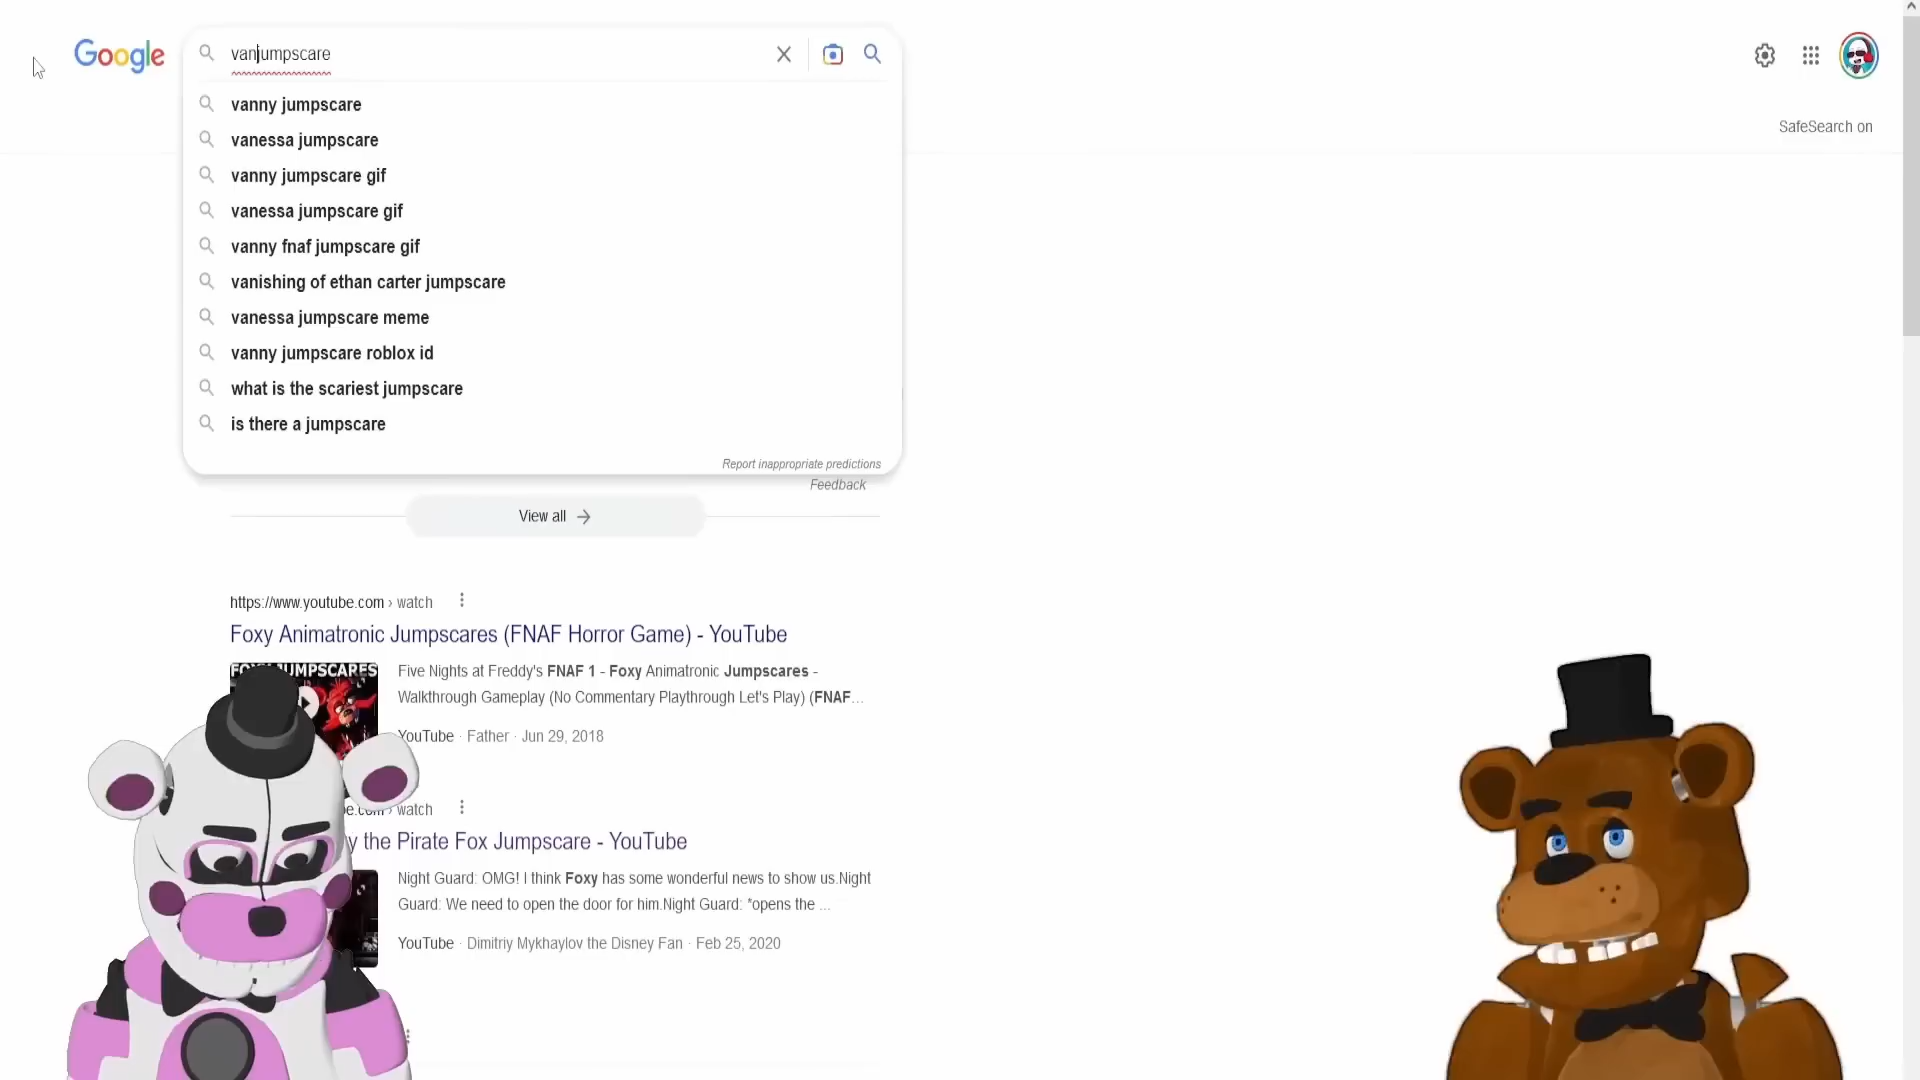 Google
vanjumpscare
vanny jumpscare
vanessa jumpscare
vanny jumpscare gif
vanessa jumpscare gif
vanny fnaf jumpscare gif
vanishing of ethan carter jumpscare
vanessa jumpscare meme
vanny jumpscare roblox id
what is the scariest jumpscare
is there a jumpscare
Report inappropriate predictions
Feedback
SafeSearch on
View all
https://www.youtube.com › watch
Foxy Animatronic Jumpscares (FNAF Horror Game) - YouTube
Five Nights at Freddy's FNAF 1 - Foxy Animatronic Jumpscares -
Walkthrough Gameplay (No Commentary Playthrough Let's Play) (FNAF...
YouTube · Father · Jun 29, 2018
be.com › watch
y the Pirate Fox Jumpscare - YouTube
Night Guard: OMG! I think Foxy has some wonderful news to show us.Night
Guard: We need to open the door for him.Night Guard: *opens the ...
YouTube · Dimitriy Mykhaylov the Disney Fan · Feb 25, 2020